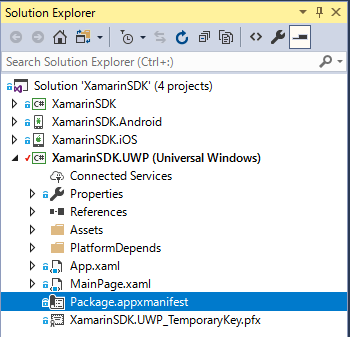 Solution Explorer
Search Solution Explorer (Ctrl+;)
Solution 'XamarinSDK' (4 projects)
C# XamarinSDK
XamarinSDK.Android
XamarinSDK.iOS
C# XamarinSDK.UWP (Universal Windows)
Connected Services
Properties
References
Assets
PlatformDepends
App.xaml
MainPage.xaml
Package.appxmanifest
XamarinSDK.UWP_TemporaryKey.pfx